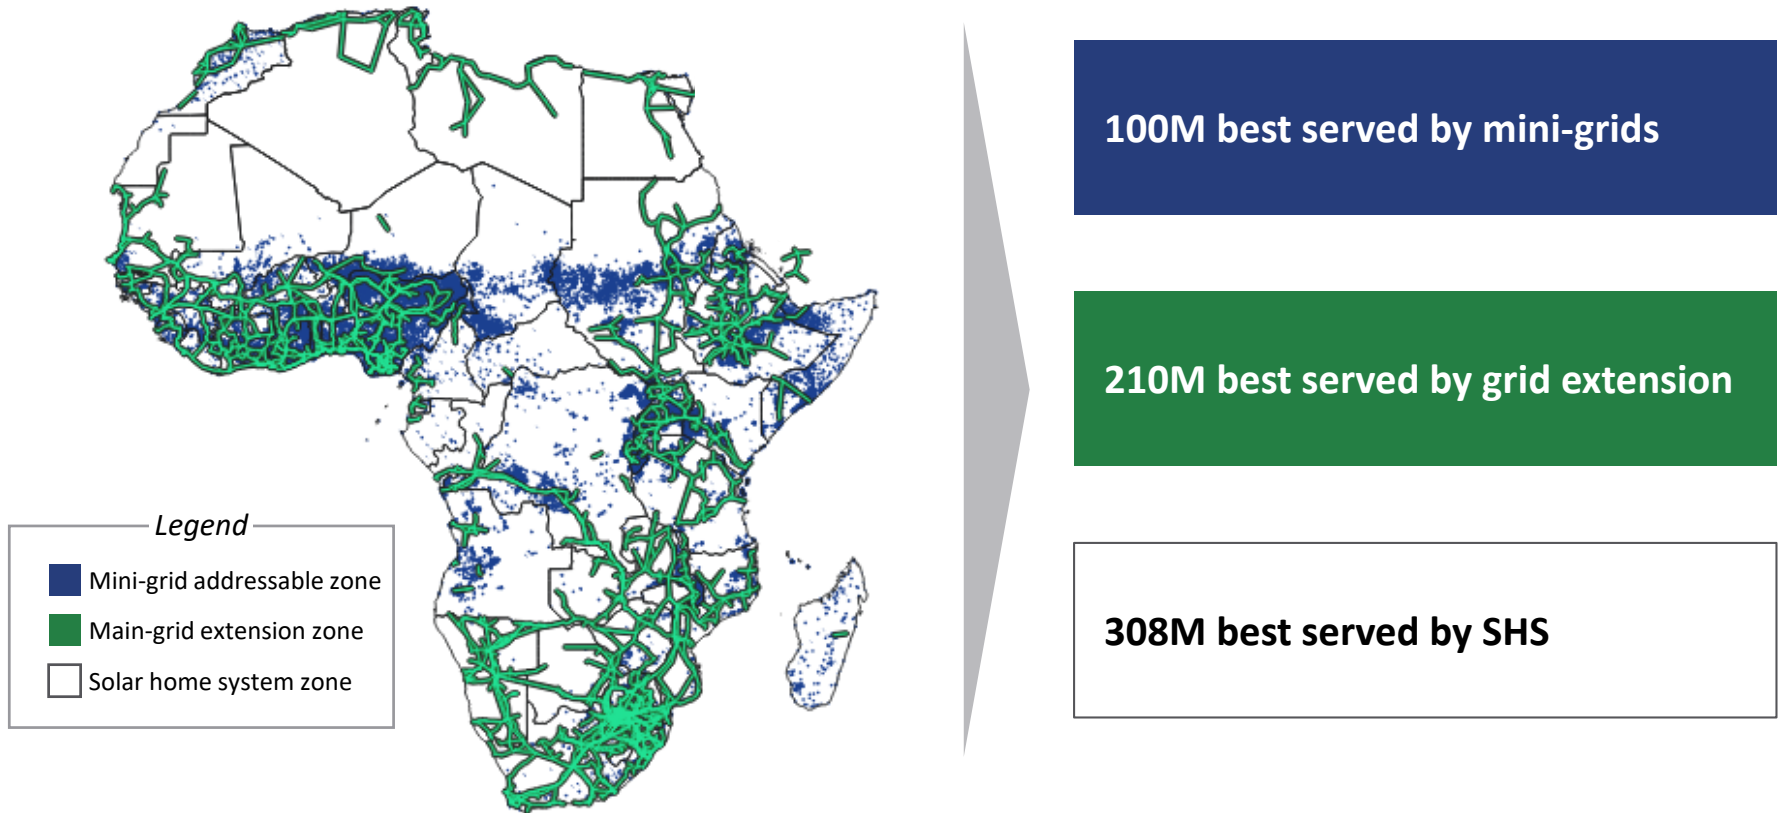 100M best served by mini-grids
210M best served by grid extension
308M best served by SHS
Legend
Mini-grid addressable zone
Main-grid extension zone
Solar home system zone